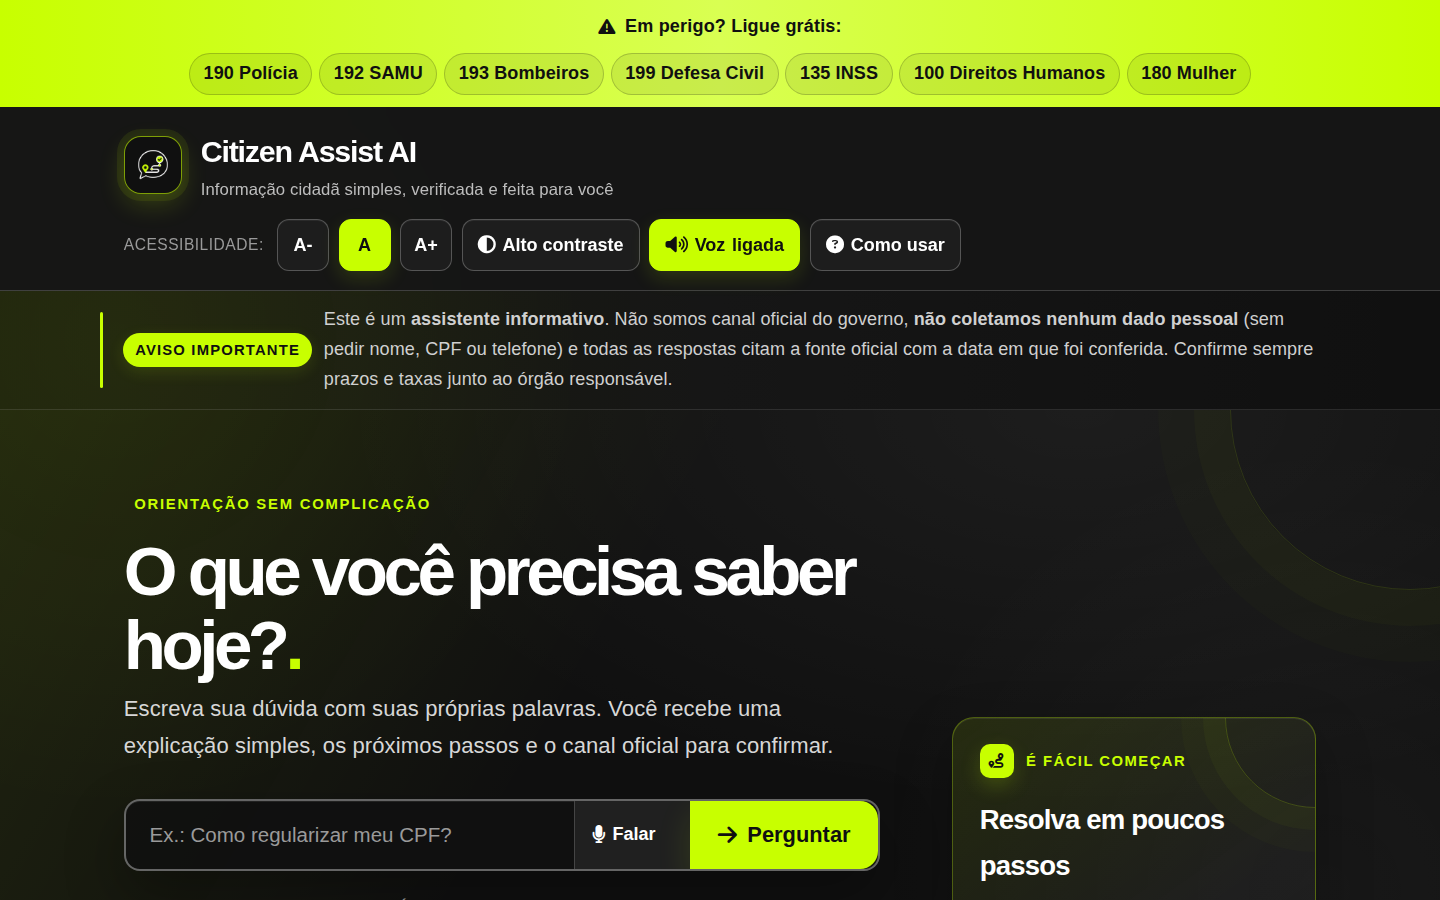 Em perigo? Ligue grátis:
190 Polícia 192 SAMU 193 Bombeiros 199 Defesa Civil 135 INSS 100 Direitos Humanos 180 Mulher
Citizen Assist AI
Informação cidadã simples, verificada e feita para você
ACESSIBILIDADE: A- A A+ Alto contraste Voz ligada Como usar
AVISO IMPORTANTE
Este é um assistente informativo. Não somos canal oficial do governo, não coletamos nenhum dado pessoal (sem
pedir nome, CPF ou telefone) e todas as respostas citam a fonte oficial com a data em que foi conferida. Confirme sempre
prazos e taxas junto ao órgão responsável.
ORIENTAÇÃO SEM COMPLICAÇÃO
O que você precisa saber
hoje?.
Escreva sua dúvida com suas próprias palavras. Você recebe uma
explicação simples, os próximos passos e o canal oficial para confirmar.
Ex.: Como regularizar meu CPF? Falar Perguntar
É FÁCIL COMEÇAR
Resolva em poucos
passos